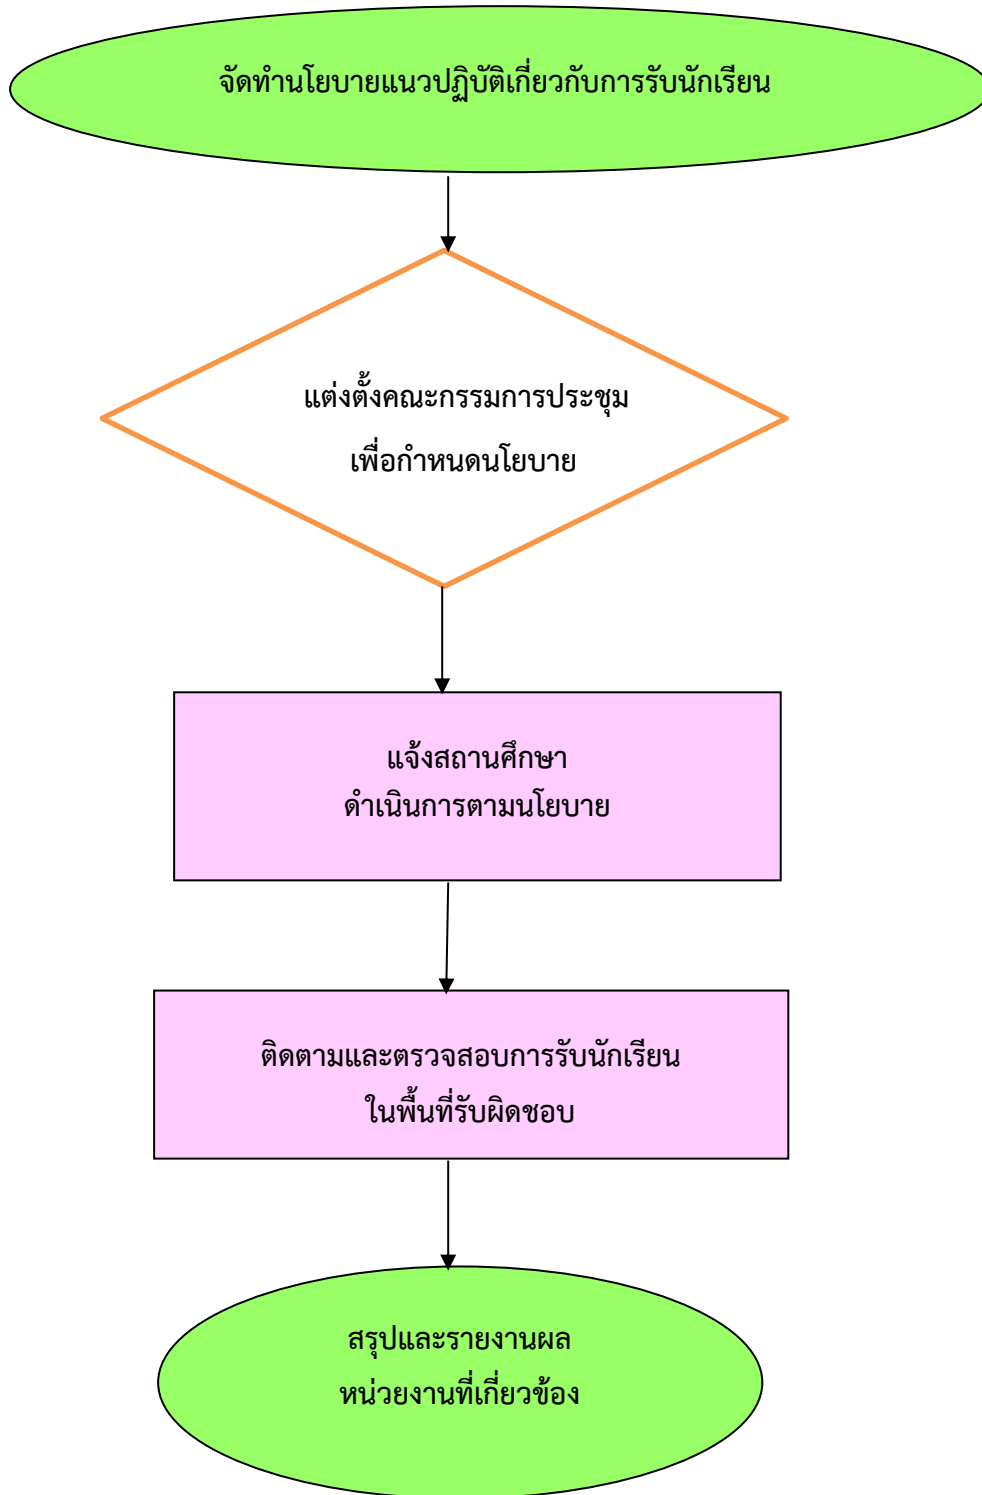 จัดทำนโยบายแนวปฏิบัติเกี่ยวกับการรับนักเรียน
แต่งตั้งคณะกรรมการประชุม
เพื่อกำหนดนโยบาย
แจ้งสถานศึกษา
ดำเนินการตามนโยบาย
ติดตามและตรวจสอบการรับนักเรียน
ในพื้นที่รับผิดชอบ
สรุปและรายงานผล
หน่วยงานที่เกี่ยวข้อง